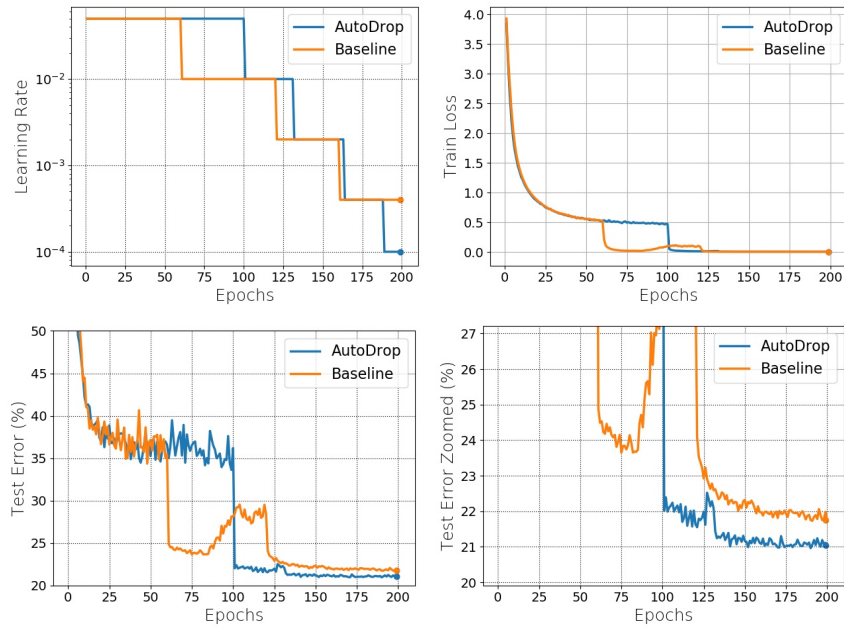 AutoDrop
Baseline
Learning Rate
10⁻²
10⁻³
10⁻⁴
0 25 50 75 100 125 150 175 200
Epochs
AutoDrop
Baseline
Train Loss
4.0
3.5
3.0
2.5
2.0
1.5
1.0
0.5
0.0
0 25 50 75 100 125 150 175 200
Epochs
AutoDrop
Baseline
Test Error (%)
50
45
40
35
30
25
20
0 25 50 75 100 125 150 175 200
Epochs
AutoDrop
Baseline
Test Error Zoomed (%)
27
26
25
24
23
22
21
20
0 25 50 75 100 125 150 175 200
Epochs